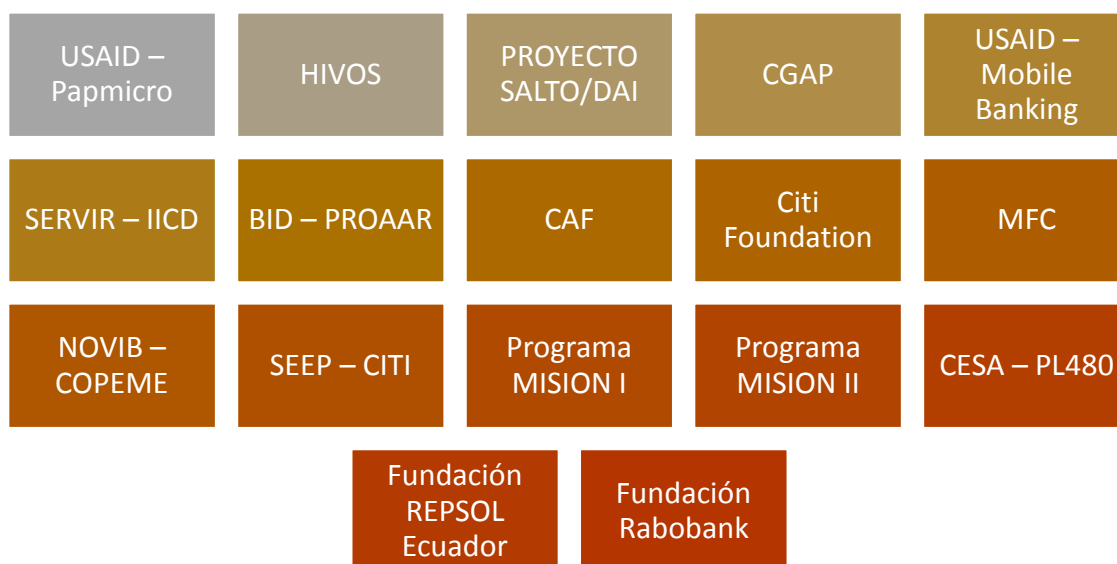 USAID –
Papmicro
HIVOS
PROYECTO
SALTO/DAI
CGAP
USAID –
Mobile
Banking
SERVIR – IICD
BID – PROAAR
CAF
Citi
Foundation
MFC
NOVIB –
COPEME
SEEP – CITI
Programa
MISION I
Programa
MISION II
CESA – PL480
Fundación
REPSOL
Ecuador
Fundación
Rabobank